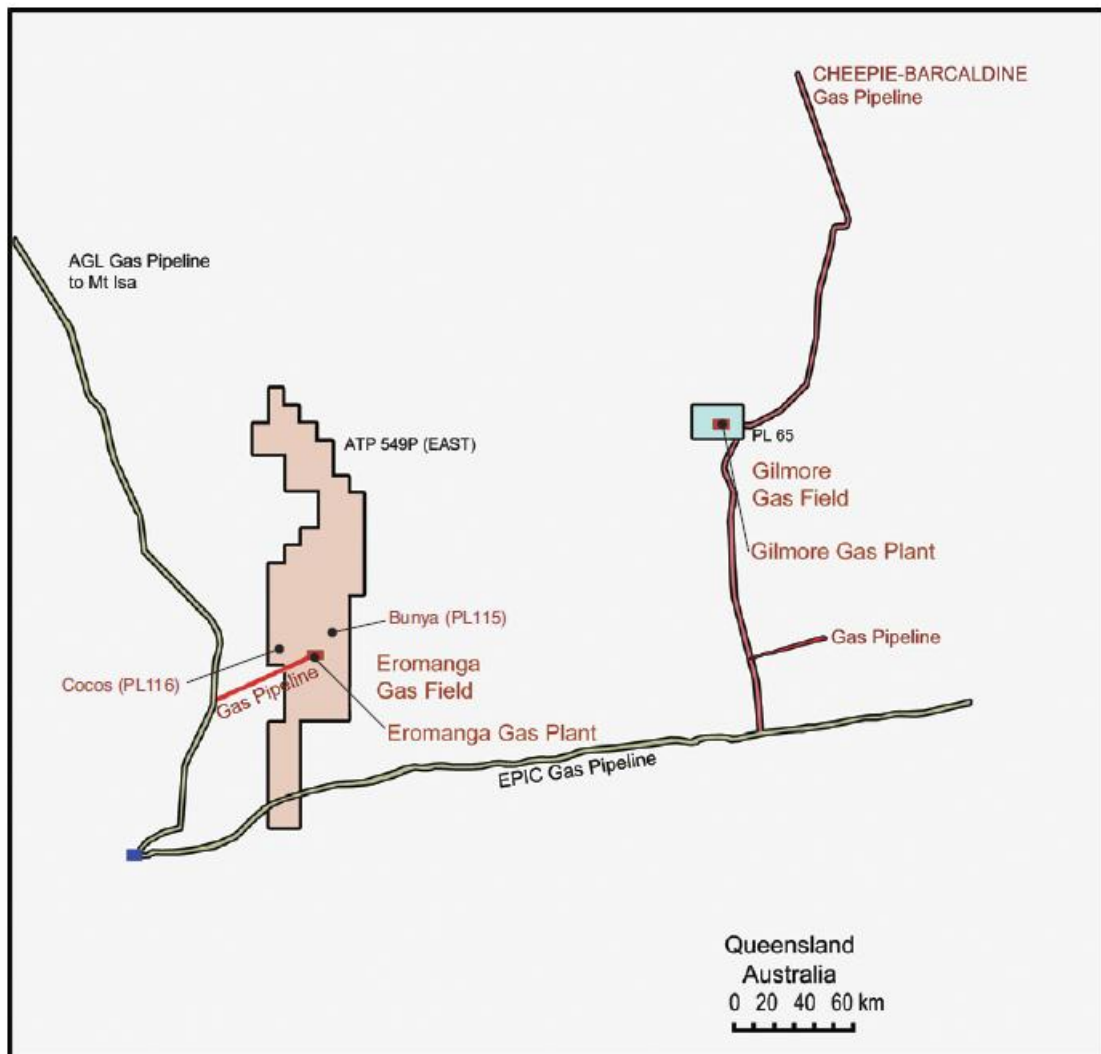 CHEEPIE-BARCALDINE
Gas Pipeline
AGL Gas Pipeline
to Mt Isa
ATP 549P (EAST)
PL 65
Gilmore
Gas Field
Gilmore Gas Plant
Bunya (PL115)
Gas Pipeline
Cocos (PL116)
Eromanga
Gas Field
Gas Pipeline
Eromanga Gas Plant
EPIC Gas Pipeline
Queensland
Australia
0 20 40 60 km